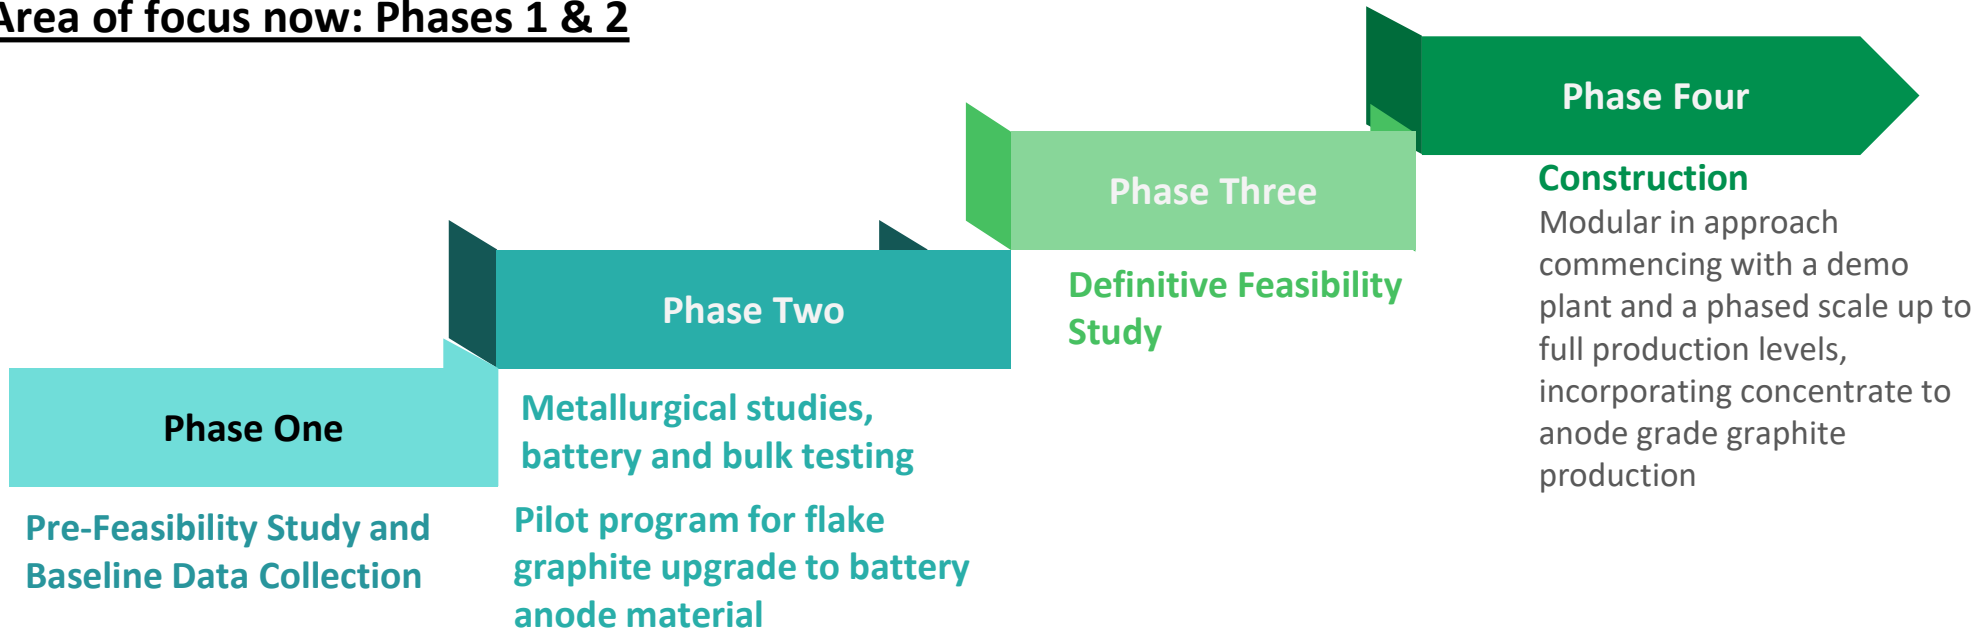 Area of focus now: Phases 1 & 2
Phase One
Pre-Feasibility Study and
Baseline Data Collection
Phase Two
Metallurgical studies,
battery and bulk testing
Pilot program for flake
graphite upgrade to battery
anode material
Phase Three
Definitive Feasibility
Study
Phase Four
Construction
Modular in approach
commencing with a demo
plant and a phased scale up to
full production levels,
incorporating concentrate to
anode grade graphite
production